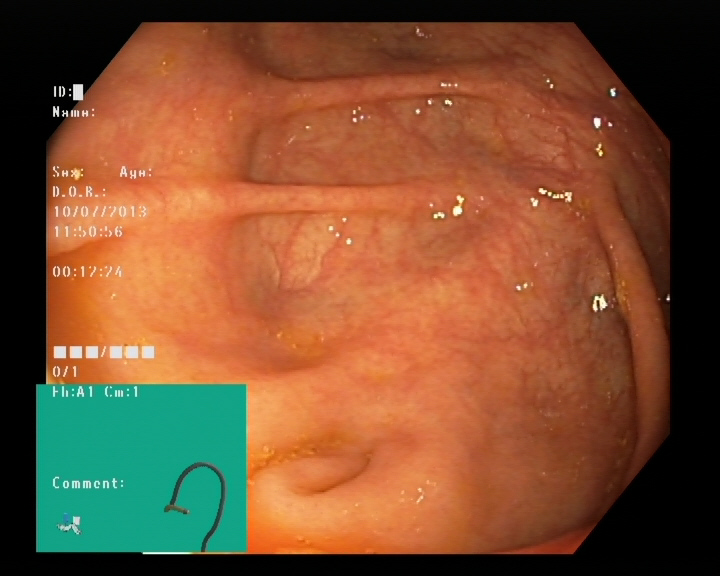 ID:
Name:
Sex: Age:
D.O.B.:
10/07/2013
11:50:56
00:12:24
/
0/1
Eh:A1 Cm:1
Comment: